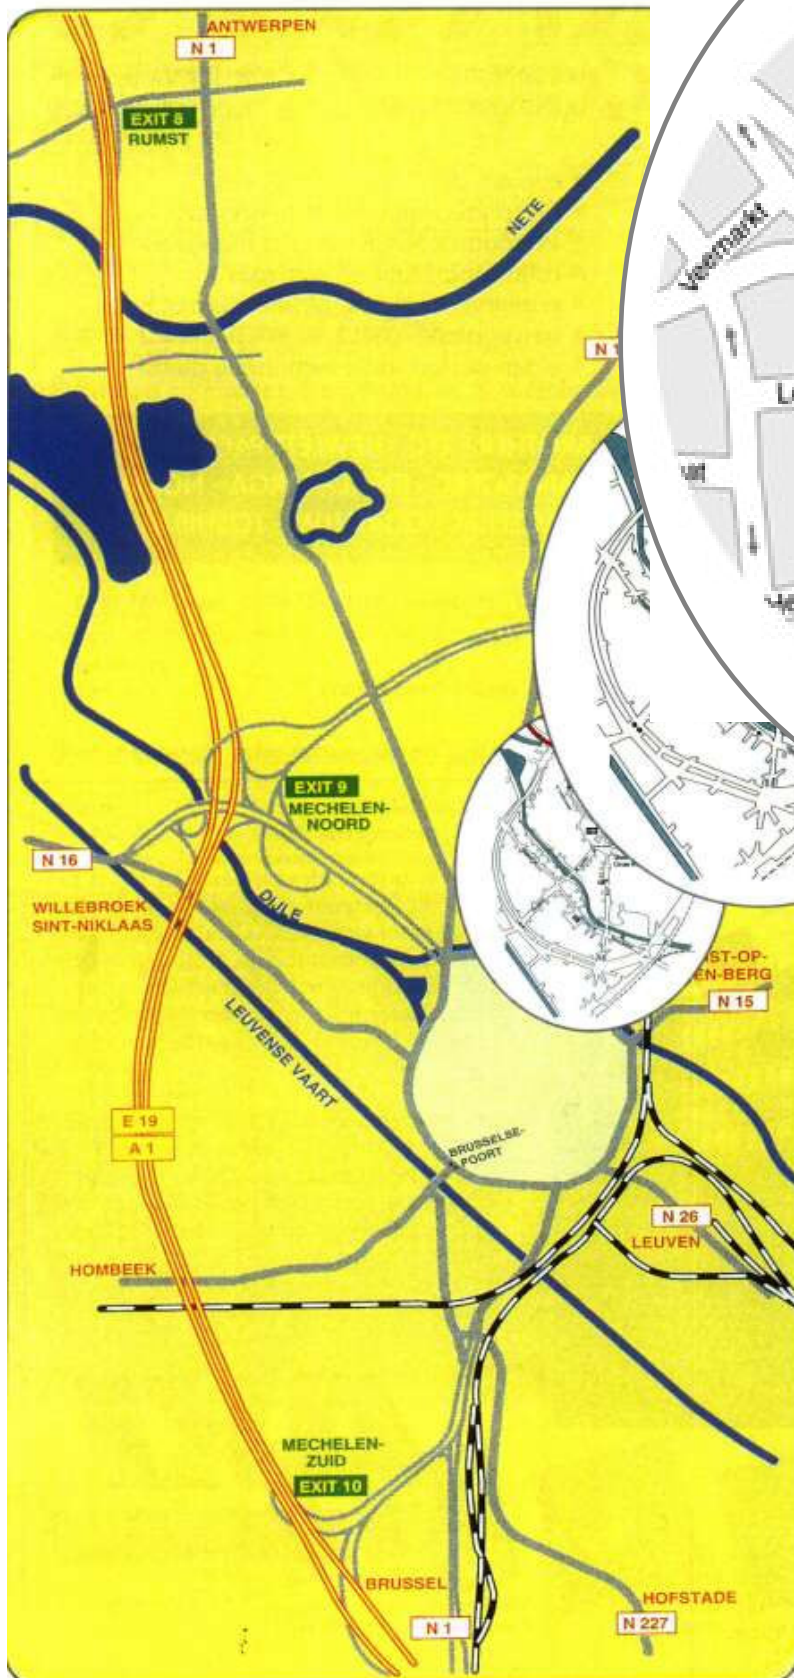 ANTWERPEN
N 1
EXIT 8
RUMST
NETE
Veemarkt
EXIT 9
MECHELEN-
NOORD
N 16
WILLEBROEK
SINT-NIKLAAS
DIJLE
LEUVENSE VAART
N 15
E 19
A 1
BRUSSELSE-
POORT
N 26
LEUVEN
HOMBEEK
MECHELEN-
ZUID
EXIT 10
BRUSSEL
N 1
HOFSTADE
N 227